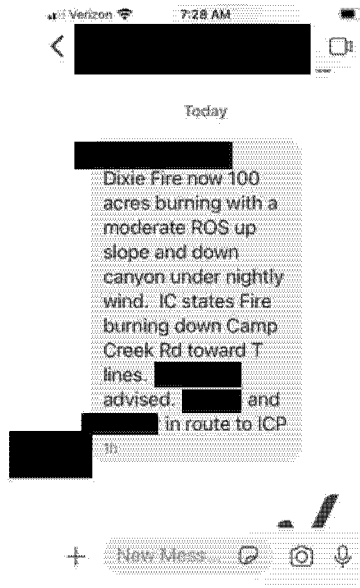 Verizon 7:28 AM
Today
Dixie Fire now 100
acres burning with a
moderate ROS up
slope and down
canyon under nightly
wind. IC states Fire
burning down Camp
Creek Rd toward T
lines.
advised. and
in route to ICP
1h
New Mess...